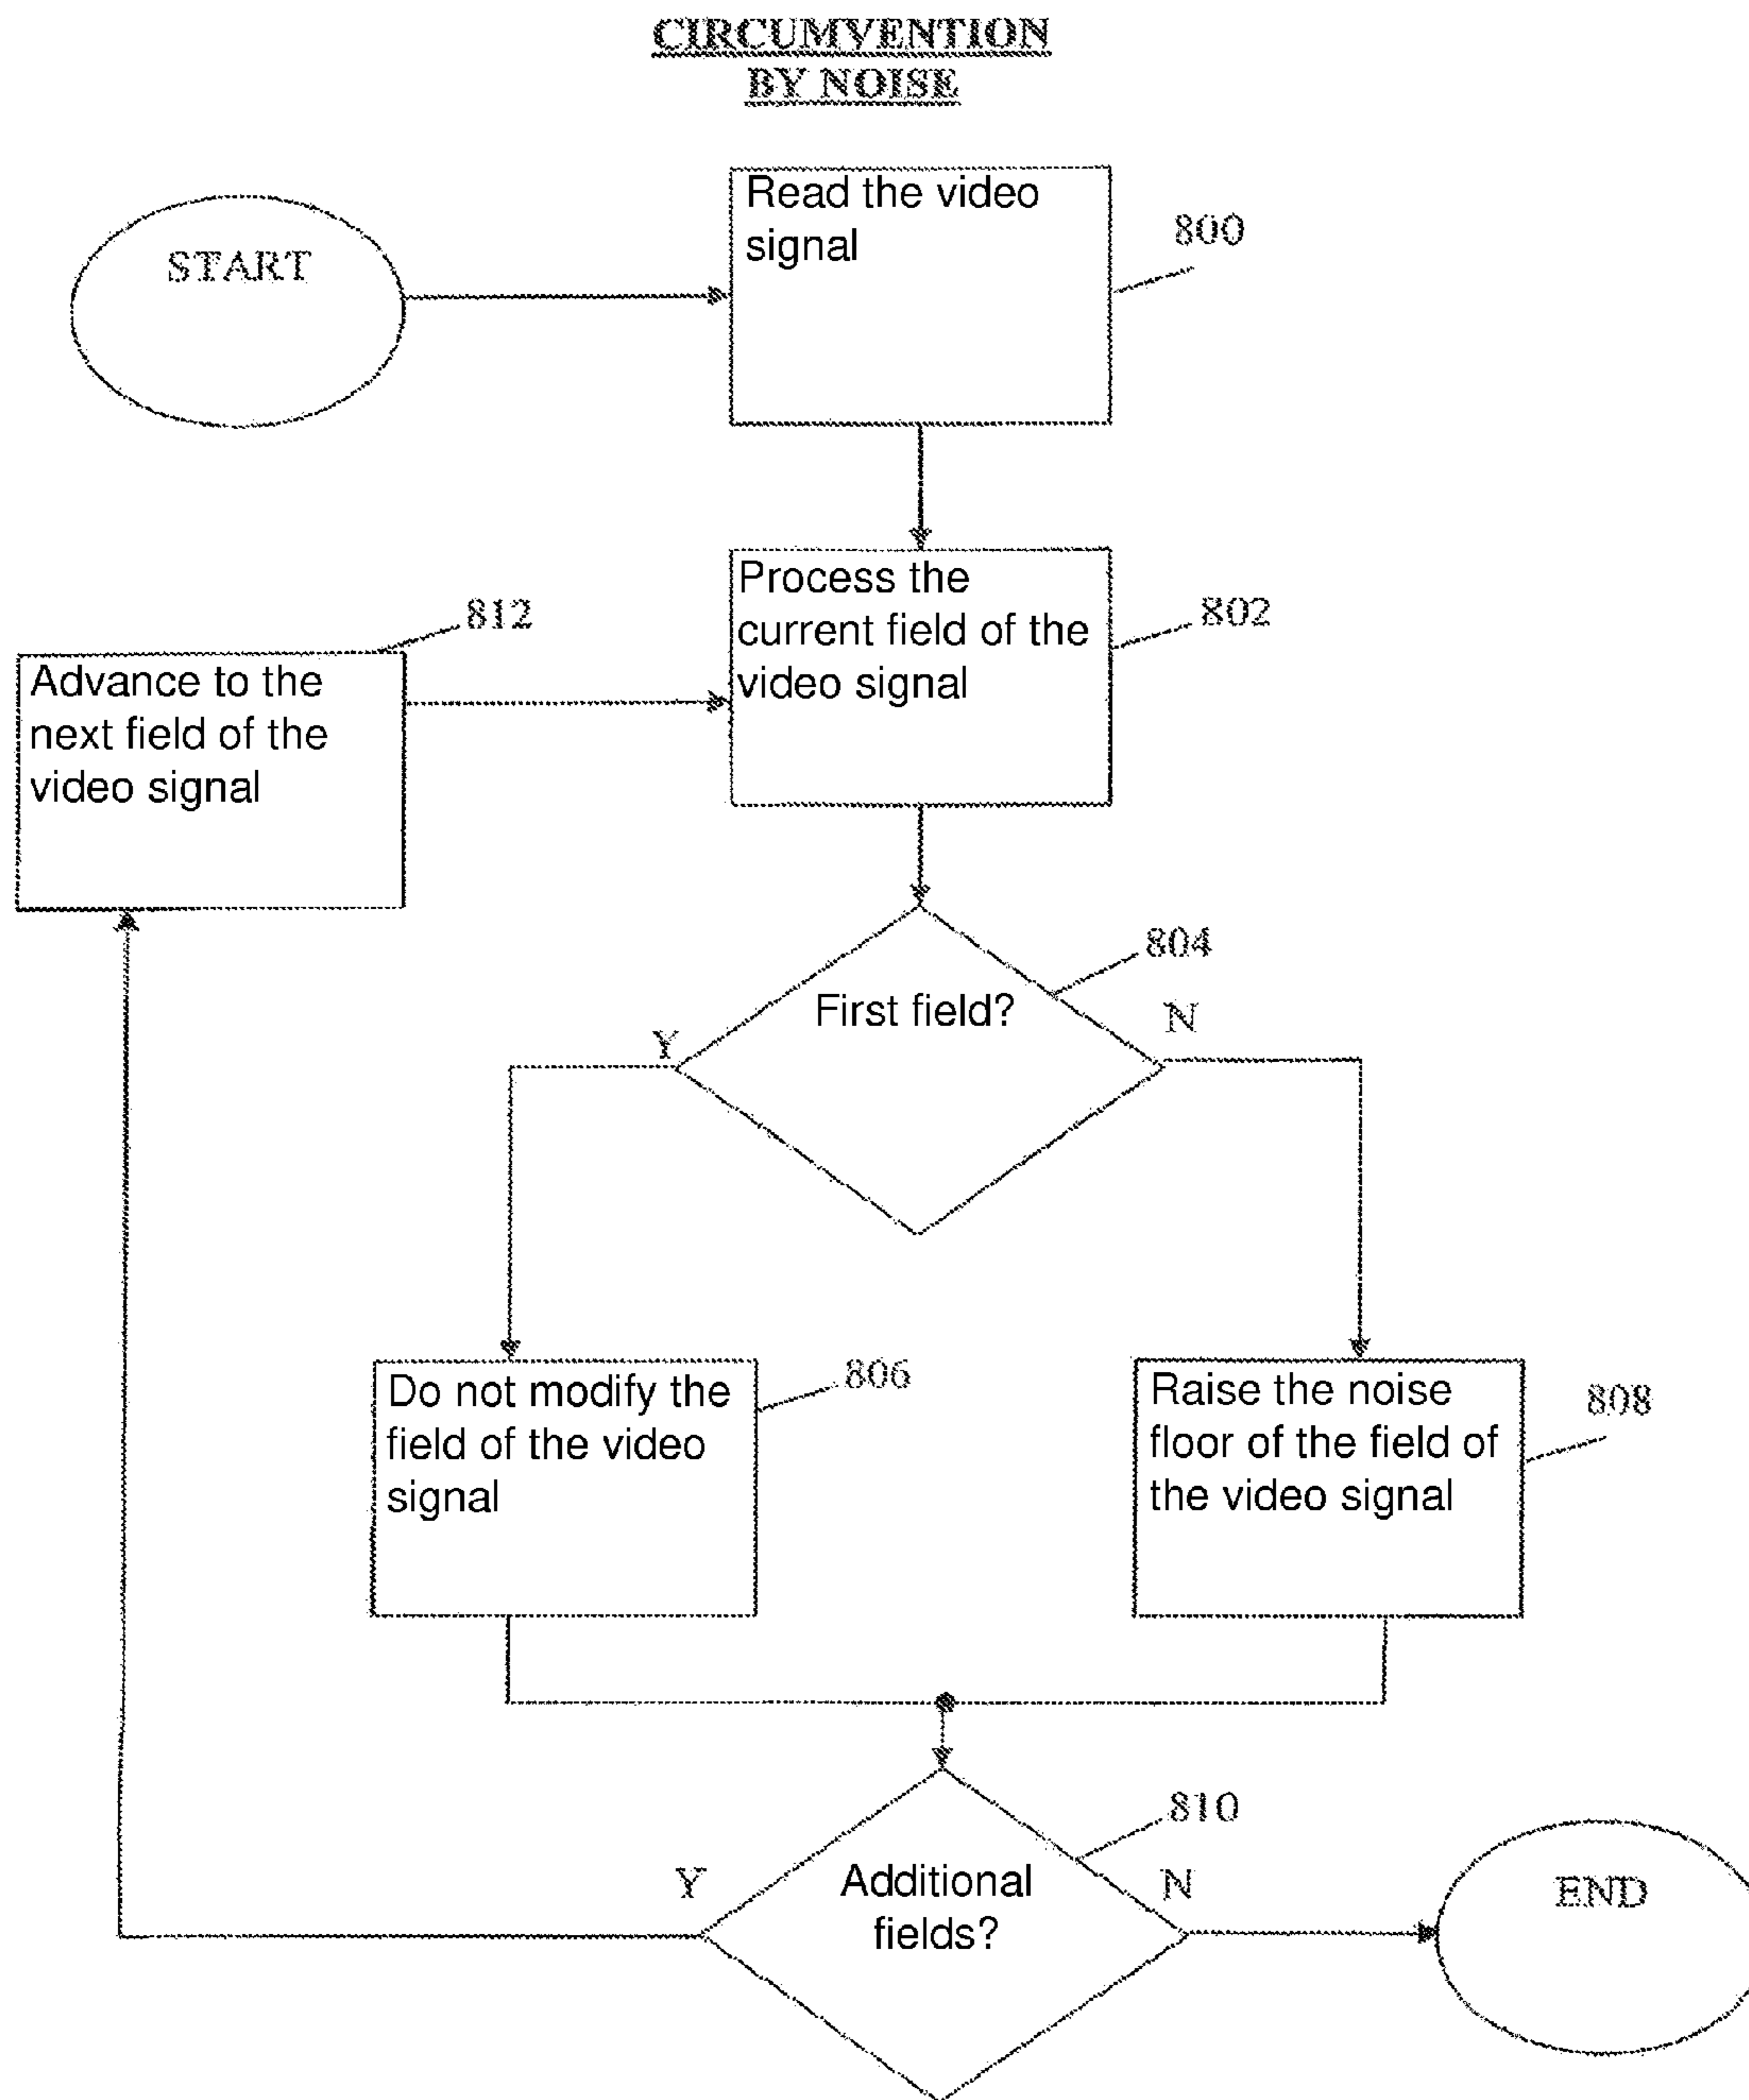 CIRCUMVENTION
BY NOISE
START
Read the video
signal
800
Process the
current field of the
video signal
802
812
Advance to the
next field of the
video signal
804
First field?
Y
N
Do not modify the
field of the video
signal
806
Raise the noise
floor of the field of
the video signal
808
810
Additional
fields?
Y
N
END